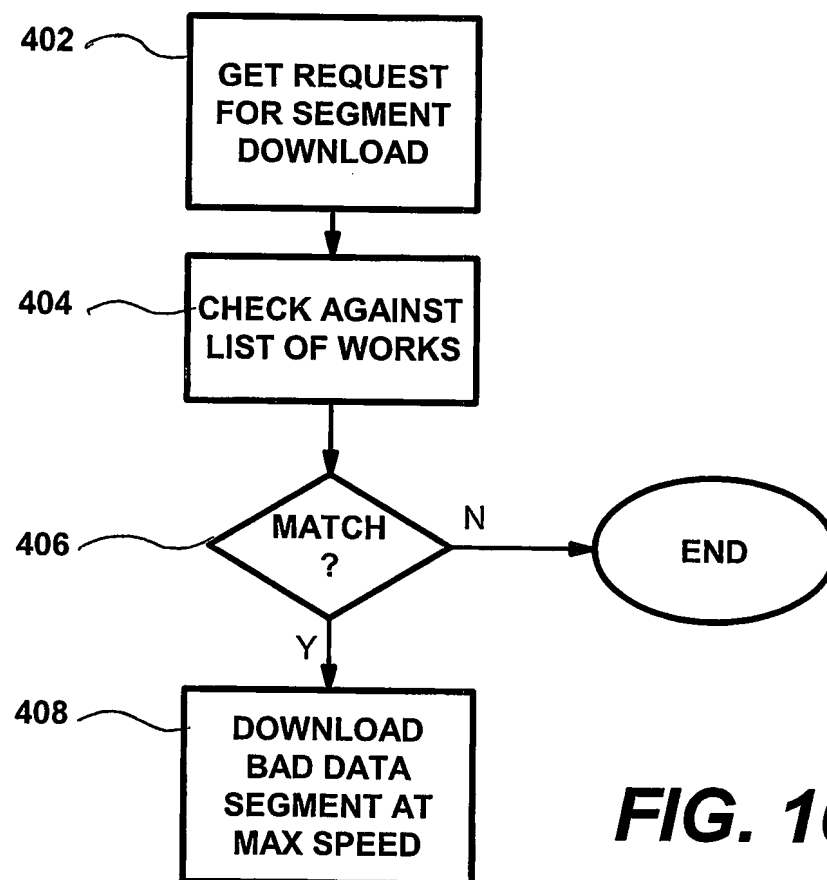 402
GET REQUEST
FOR SEGMENT
DOWNLOAD
404
CHECK AGAINST
LIST OF WORKS
406
MATCH
?
N
END
Y
408
DOWNLOAD
BAD DATA
SEGMENT AT
MAX SPEED
FIG.